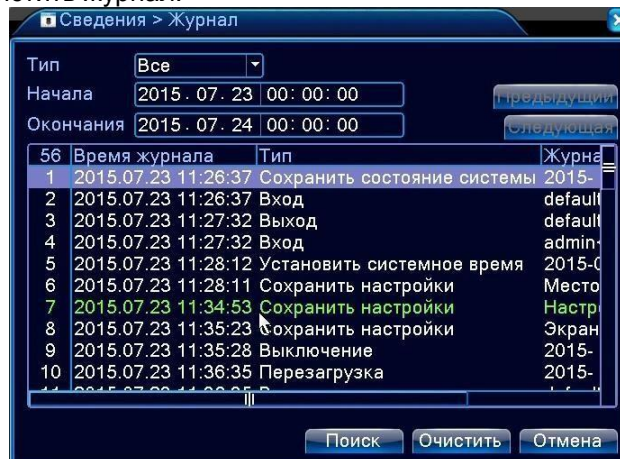 Сведения > Журнал
Тип Все
Начала 2015. 07. 23 00: 00: 00 Предыдущий
Окончания 2015. 07. 24 00: 00: 00 Следующая
56 Время журнала Тип Журна
1 2015.07.23 11:26:37 Сохранить состояние системы 2015-
2 2015.07.23 11:26:37 Вход default
3 2015.07.23 11:27:32 Выход default
4 2015.07.23 11:27:32 Вход admin
5 2015.07.23 11:28:12 Установить системное время 2015-0
6 2015.07.23 11:28:11 Сохранить настройки Место
7 2015.07.23 11:34:53 Сохранить настройки Настр
8 2015.07.23 11:35:23 Сохранить настройки Экран
9 2015.07.23 11:35:28 Выключение 2015-
10 2015.07.23 11:36:35 Перезагрузка 2015-
Поиск Очистить Отмена